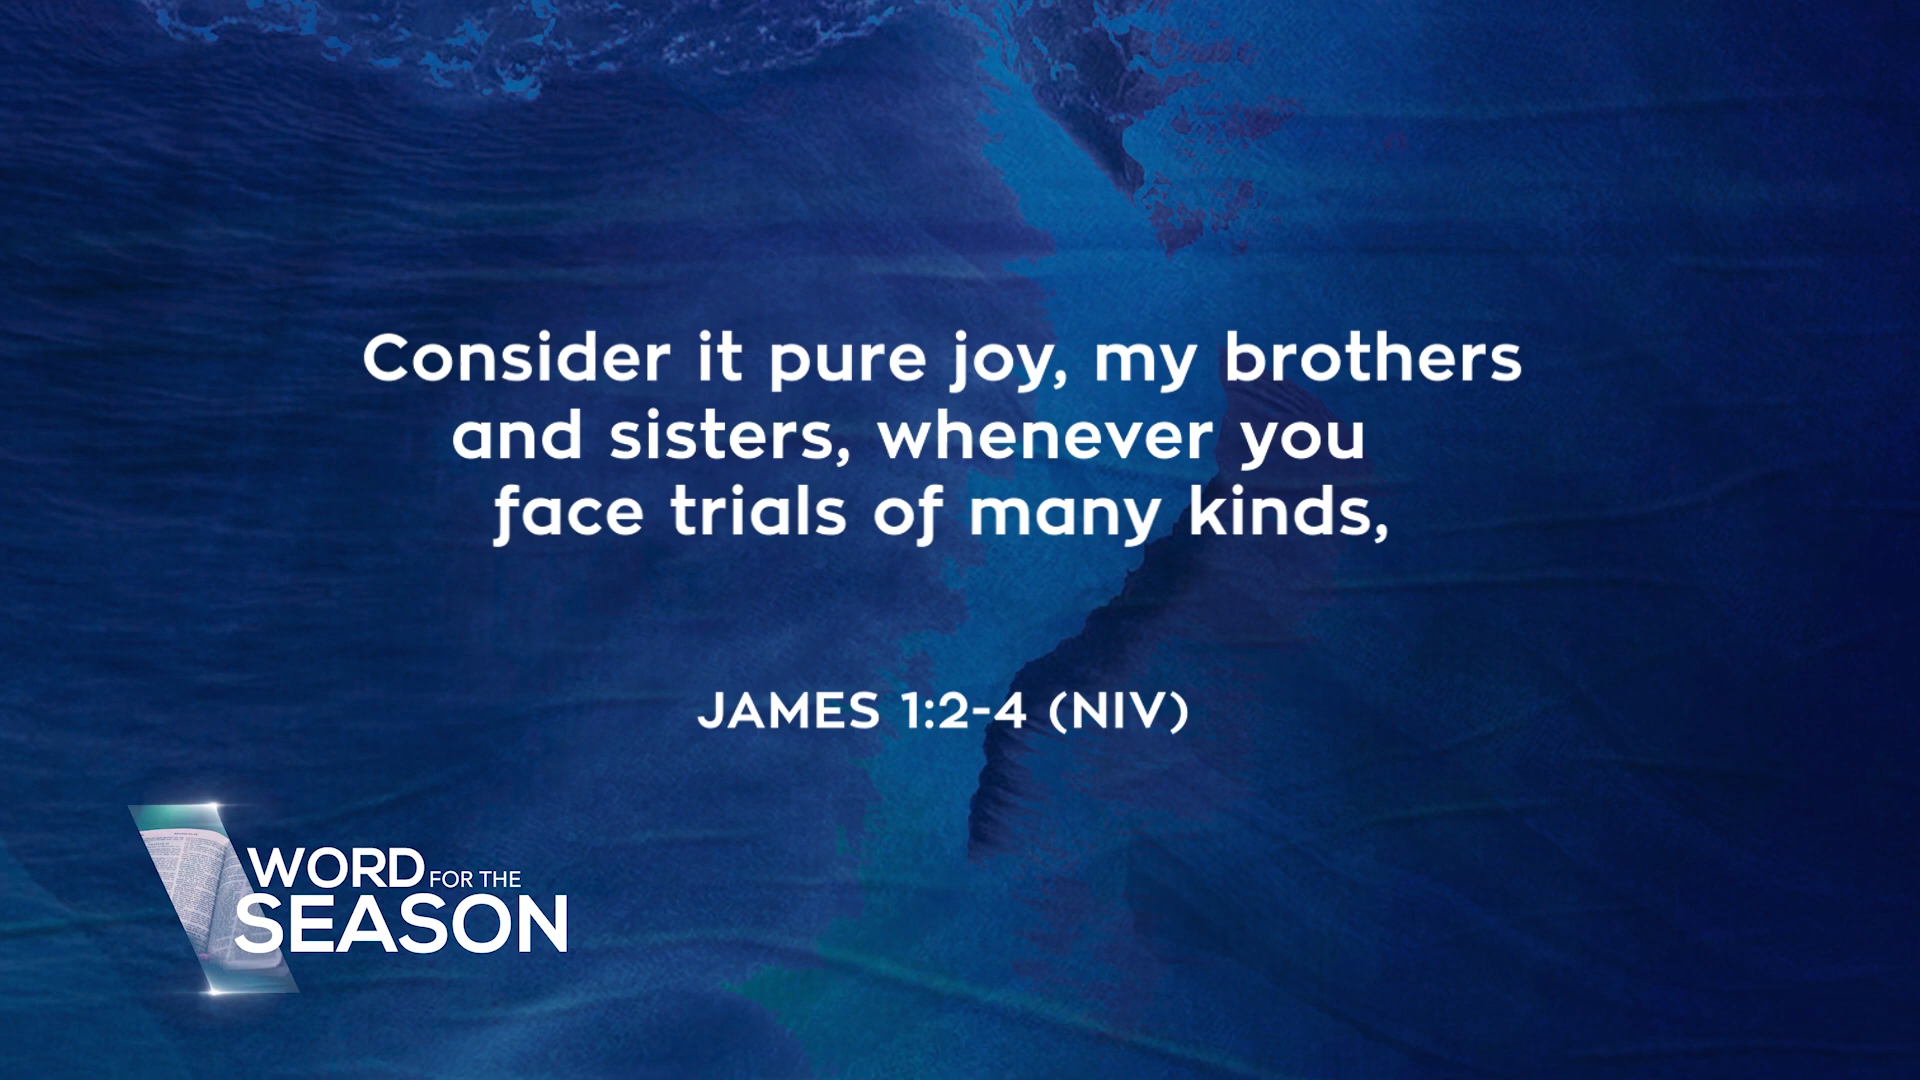 Consider it pure joy, my brothers
and sisters, whenever you
face trials of many kinds,
JAMES 1:2-4 (NIV)
WORD FOR THE
SEASON